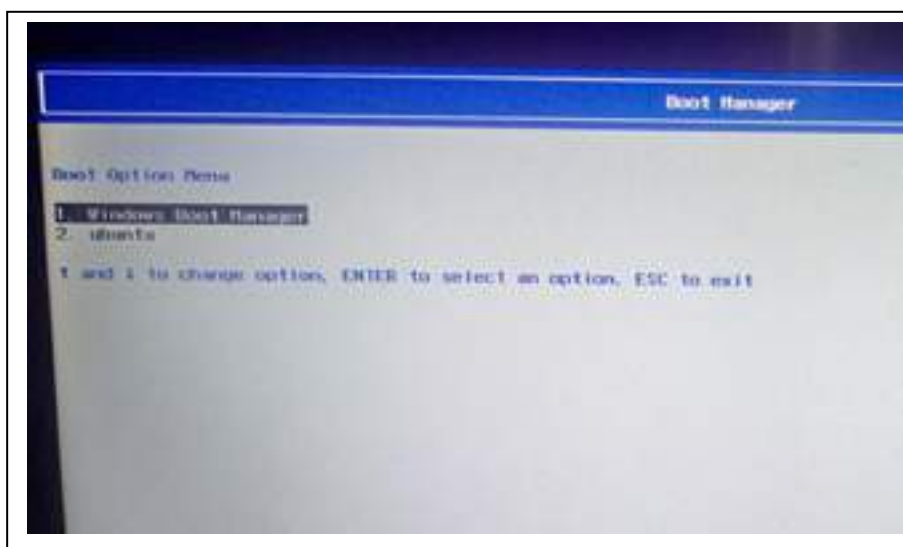 Boot Manager
Boot Option Menu
1. Windows Boot Manager
2. ubuntu
↑ and ↓ to change option, ENTER to select an option, ESC to exit